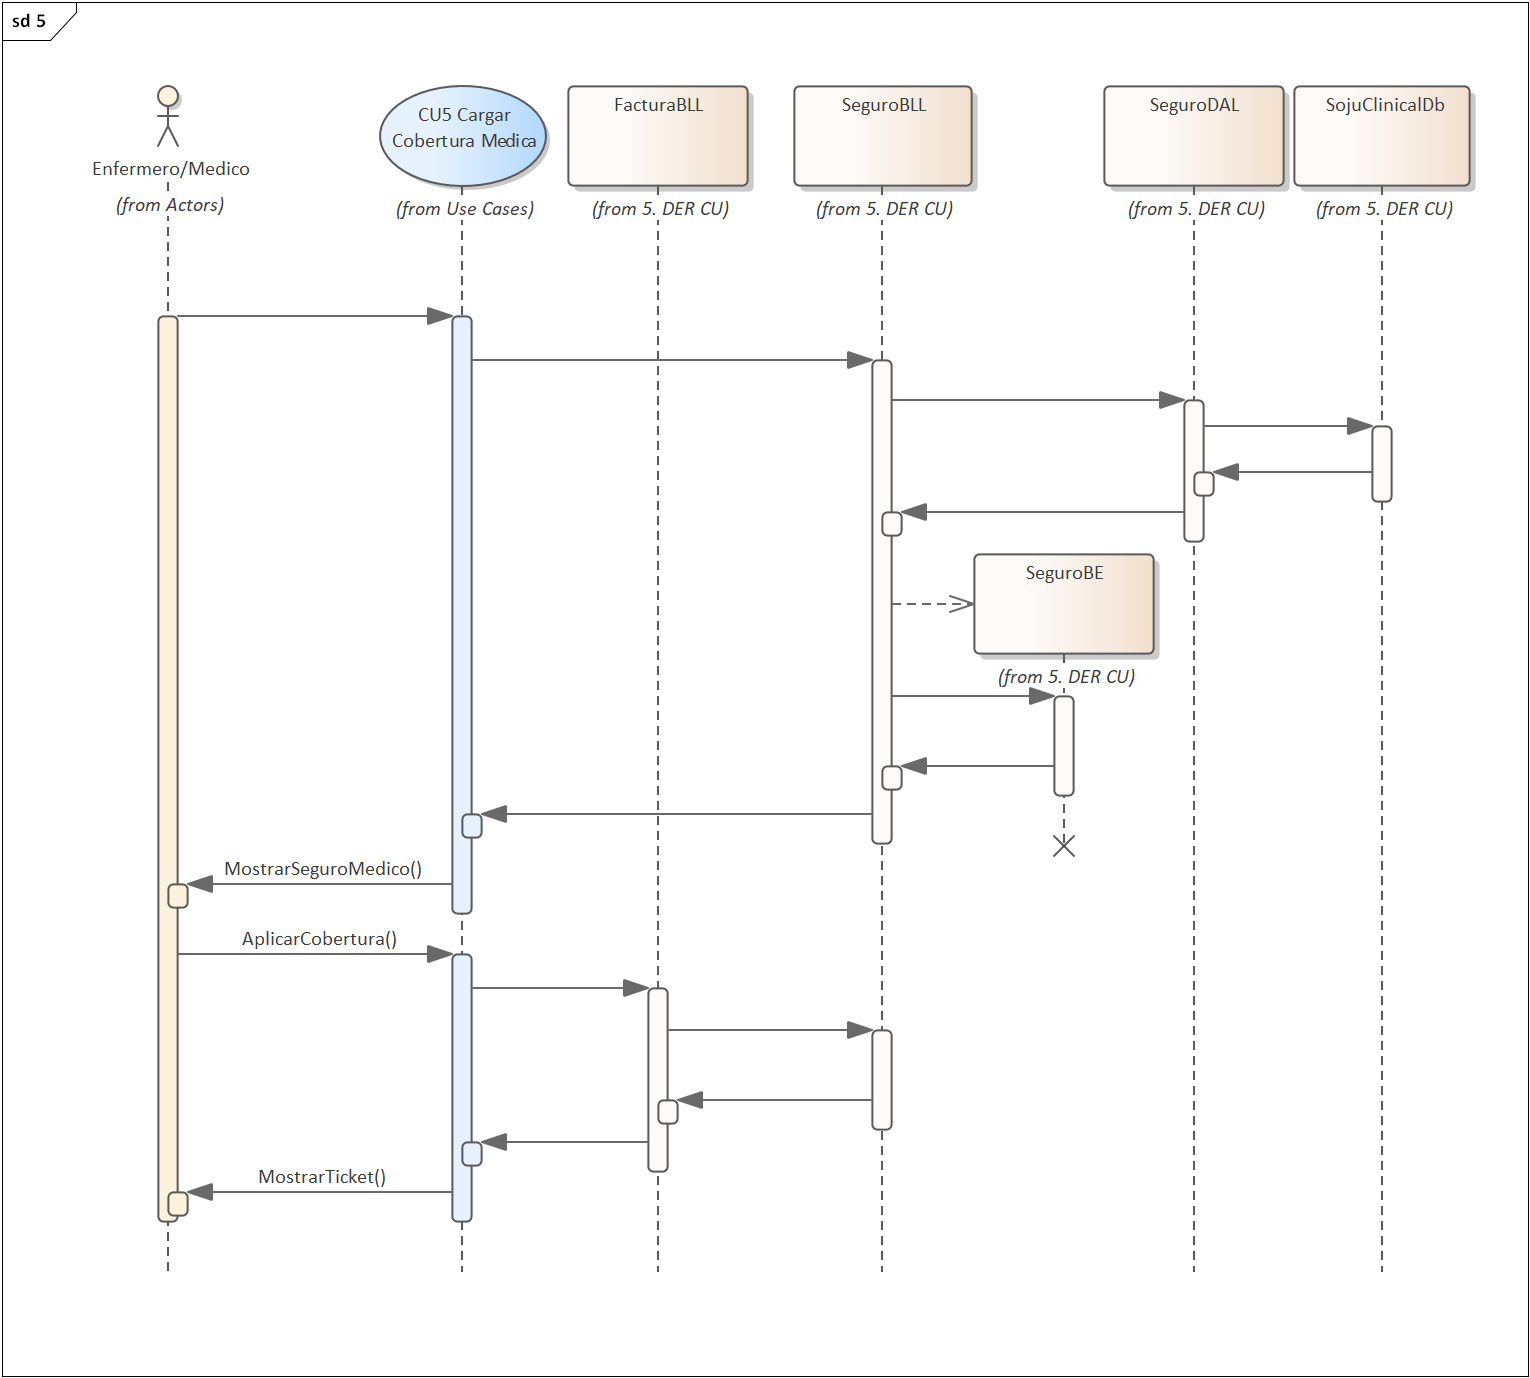 sd 5
Enfermero/Medico
(from Actors)
CU5 Cargar
Cobertura Medica
(from Use Cases)
FacturaBLL
(from 5. DER CU)
SeguroBLL
(from 5. DER CU)
SeguroDAL
(from 5. DER CU)
SojuClinicalDb
(from 5. DER CU)
SeguroBE
(from 5. DER CU)
MostrarSeguroMedico()
AplicarCobertura()
MostrarTicket()